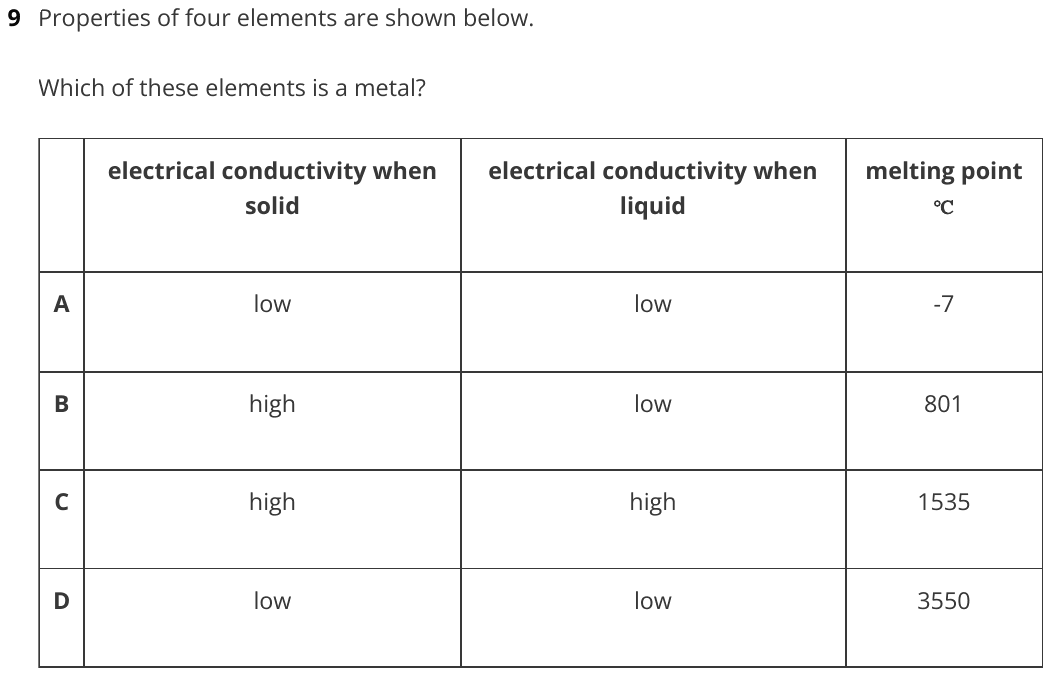 9 Properties of four elements are shown below.
Which of these elements is a metal?
electrical conductivity when solid electrical conductivity when liquid melting point ℃
A low low -7
B high low 801
C high high 1535
D low low 3550